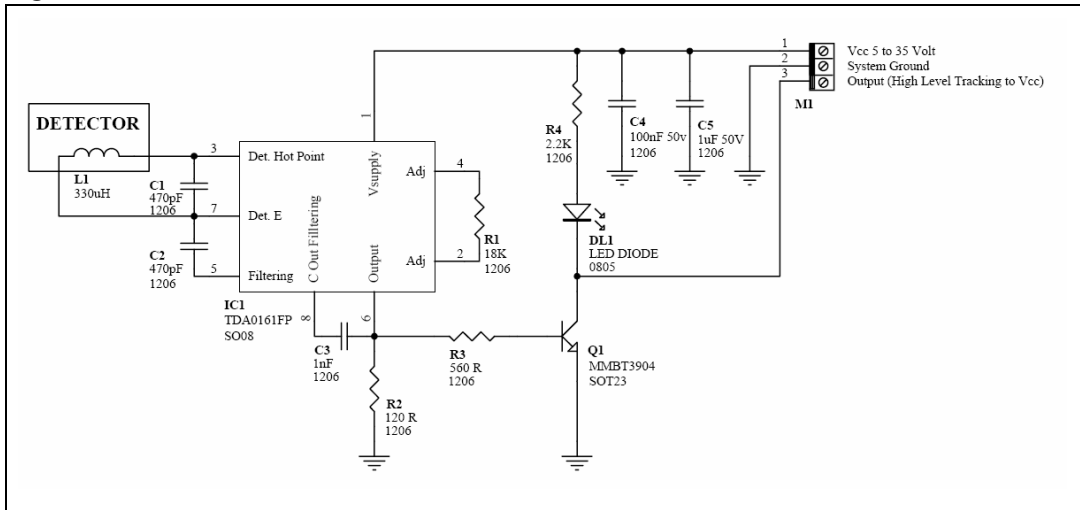 1
2
3
Vcc 5 to 35 Volt
System Ground
Output (High Level Tracking to Vcc)
M1
DETECTOR
L1
330uH
C1
470pF
1206
C2
470pF
1206
3
7
5
Det. Hot Point
Det. E
Filtering
1
Vsupply
Adj
Adj
4
2
C Out Filltering
Output
8
6
IC1
TDA0161FP
SO08
R1
18K
1206
C3
1nF
1206
R2
120 R
1206
R3
560 R
1206
R4
2.2K
1206
C4
100nF 50v
1206
C5
1uF 50V
1206
DL1
LED DIODE
0805
Q1
MMBT3904
SOT23